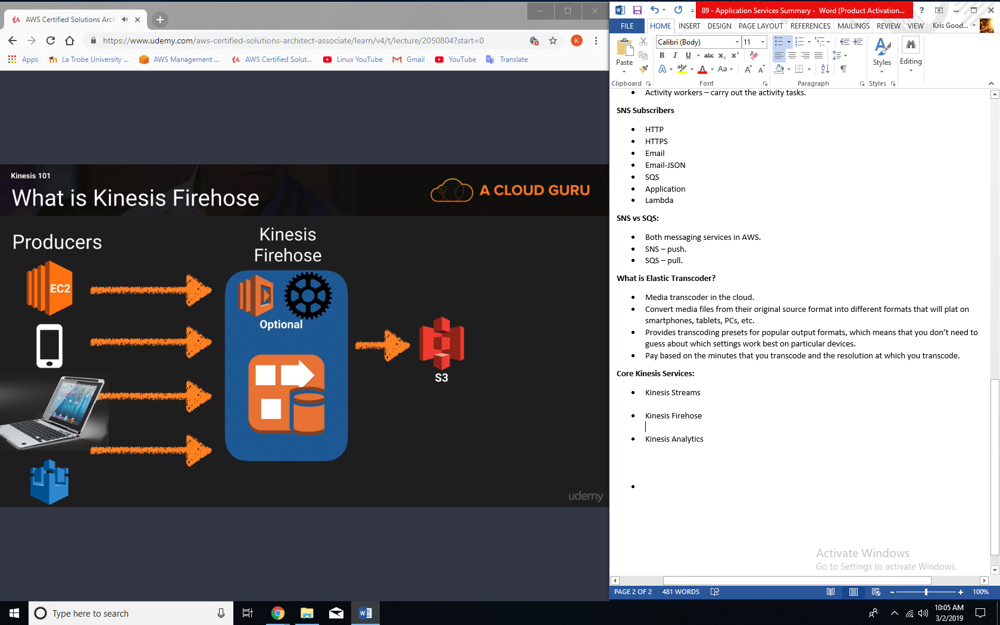 AWS Certified Solutions Arch
https://www.udemy.com/aws-certified-solutions-architect-associate/learn/v4/t/lecture/2050804?start=0
K
Apps
La Trobe University ...
AWS Management ...
AWS Certified Solut...
Linux YouTube
Gmail
YouTube
Translate
Kinesis 101
What is Kinesis Firehose
A CLOUD GURU
Producers
Kinesis
Firehose
EC2
Optional
S3
udemy
89 - Application Services Summary - Word (Product Activation...
?
FILE
HOME
INSERT
DESIGN
PAGE LAYOUT
REFERENCES
MAILINGS
REVIEW
VIEW
Kris Good...
Paste
Calibri (Body)
11
B I U abc x₂ x²
A A Aa A A
Styles
Editing
Clipboard
Font
Paragraph
Styles
• Activity workers – carry out the activity tasks.
SNS Subscribers
• HTTP
• HTTPS
• Email
• Email-JSON
• SQS
• Application
• Lambda
SNS vs SQS:
• Both messaging services in AWS.
• SNS – push.
• SQS – pull.
What is Elastic Transcoder?
• Media transcoder in the cloud.
• Convert media files from their original source format into different formats that will plat on
smartphones, tablets, PCs, etc.
• Provides transcoding presets for popular output formats, which means that you don’t need to
guess about which settings work best on particular devices.
• Pay based on the minutes that you transcode and the resolution at which you transcode.
Core Kinesis Services:
• Kinesis Streams
• Kinesis Firehose
• Kinesis Analytics
•
Activate Windows
Go to Settings to activate Windows.
PAGE 2 OF 2
481 WORDS
100%
Type here to search
10:05 AM
3/2/2019